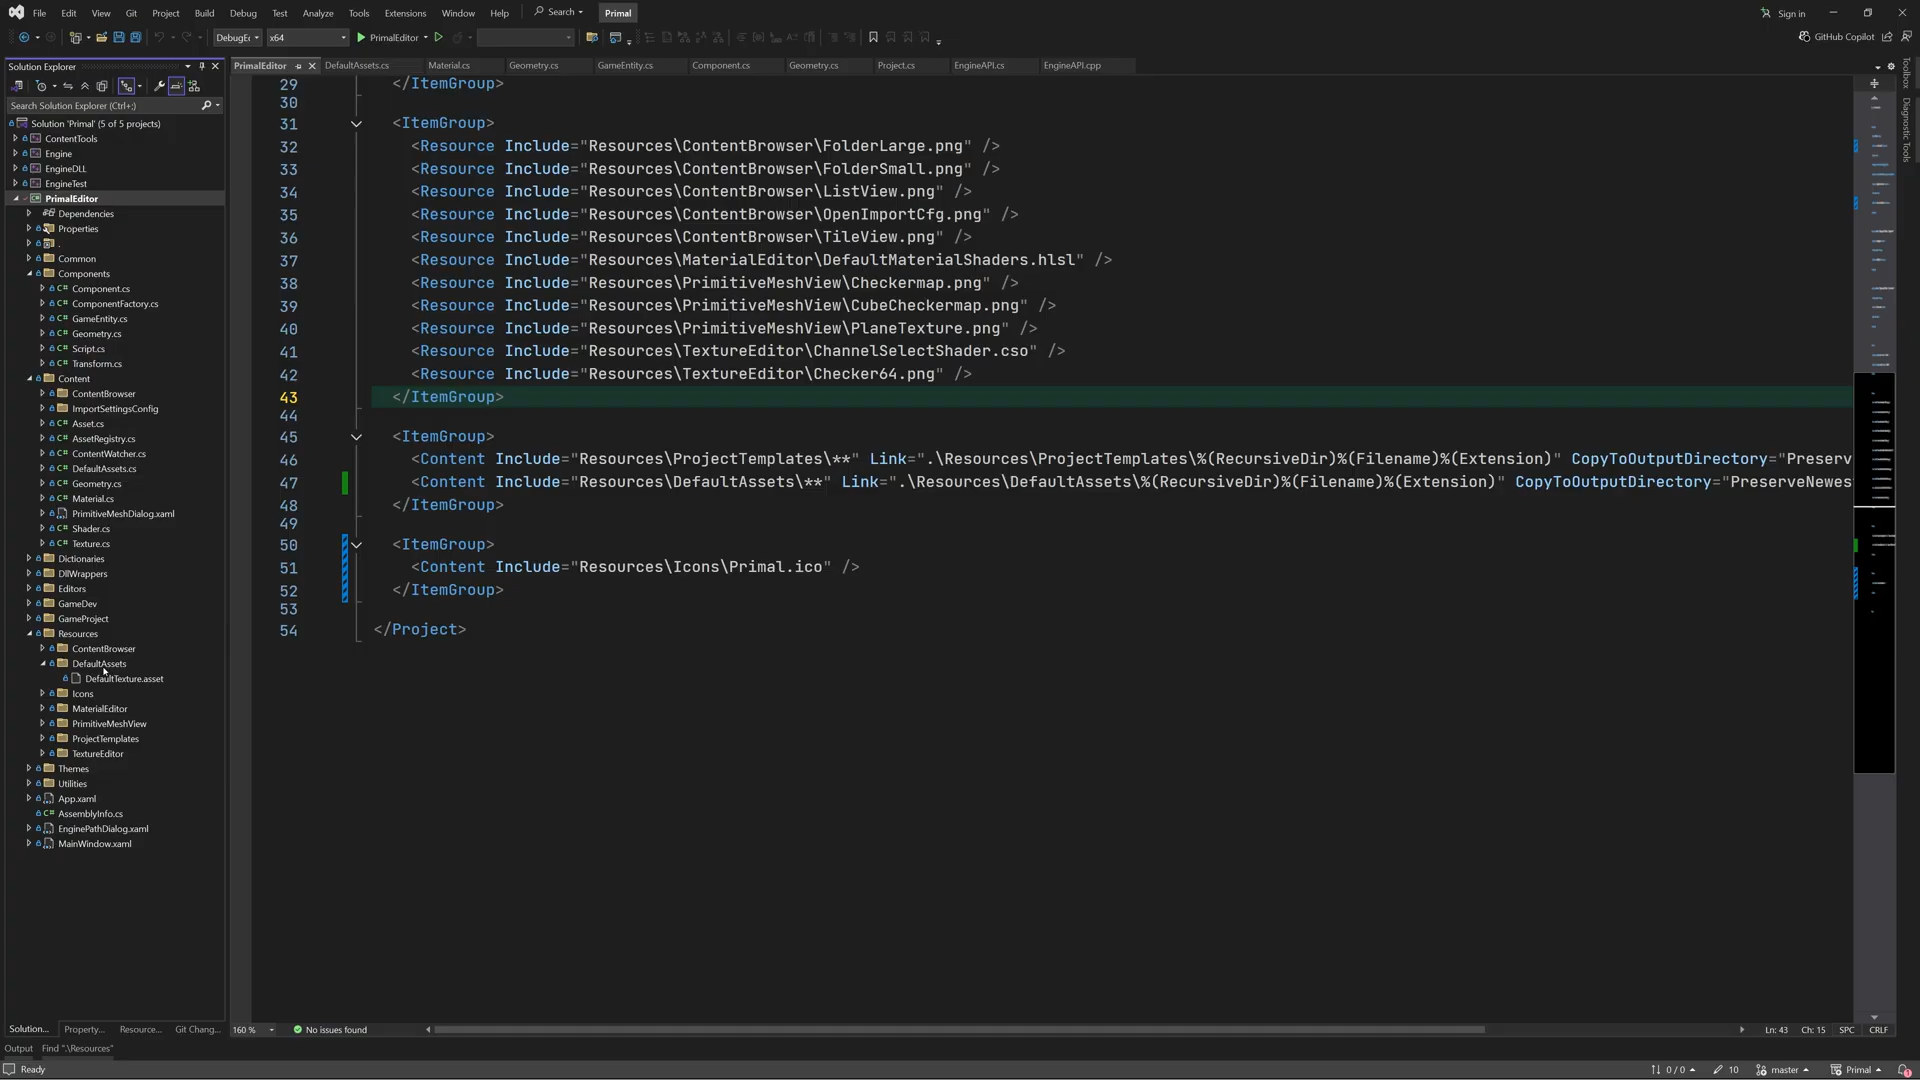 File Edit View Git Project Build Debug Test Analyze Tools Extensions Window Help Search Primal Sign in
DebugE x64 PrimalEditor GitHub Copilot
Solution Explorer
Search Solution Explorer (Ctrl+;)
Solution 'Primal' (5 of 5 projects)
ContentTools
Engine
EngineDLL
EngineTest
PrimalEditor
Dependencies
Properties
.
Common
Components
Component.cs
ComponentFactory.cs
GameEntity.cs
Geometry.cs
Script.cs
Transform.cs
Content
ContentBrowser
ImportSettingsConfig
Asset.cs
AssetRegistry.cs
ContentWatcher.cs
DefaultAssets.cs
Geometry.cs
Material.cs
PrimitiveMeshDialog.xaml
Shader.cs
Texture.cs
Dictionaries
DllWrappers
Editors
GameDev
GameProject
Resources
ContentBrowser
DefaultAssets
DefaultTexture.asset
Icons
MaterialEditor
PrimitiveMeshView
ProjectTemplates
TextureEditor
Themes
Utilities
App.xaml
AssemblyInfo.cs
EnginePathDialog.xaml
MainWindow.xaml
Solution... Property... Resource... Git Chang...
PrimalEditor DefaultAssets.cs Material.cs Geometry.cs GameEntity.cs Component.cs Geometry.cs Project.cs EngineAPI.cs EngineAPI.cpp
29 </ItemGroup>
30
31 <ItemGroup>
32 <Resource Include="Resources\ContentBrowser\FolderLarge.png" />
33 <Resource Include="Resources\ContentBrowser\FolderSmall.png" />
34 <Resource Include="Resources\ContentBrowser\ListView.png" />
35 <Resource Include="Resources\ContentBrowser\OpenImportCfg.png" />
36 <Resource Include="Resources\ContentBrowser\TileView.png" />
37 <Resource Include="Resources\MaterialEditor\DefaultMaterialShaders.hlsl" />
38 <Resource Include="Resources\PrimitiveMeshView\Checkermap.png" />
39 <Resource Include="Resources\PrimitiveMeshView\CubeCheckermap.png" />
40 <Resource Include="Resources\PrimitiveMeshView\PlaneTexture.png" />
41 <Resource Include="Resources\TextureEditor\ChannelSelectShader.cso" />
42 <Resource Include="Resources\TextureEditor\Checker64.png" />
43 </ItemGroup>
44
45 <ItemGroup>
46 <Content Include="Resources\ProjectTemplates\**" Link=".\Resources\ProjectTemplates\%(RecursiveDir)%(Filename)%(Extension)" CopyToOutputDirectory="Preserv
47 <Content Include="Resources\DefaultAssets\**" Link=".\Resources\DefaultAssets\%(RecursiveDir)%(Filename)%(Extension)" CopyToOutputDirectory="PreserveNewes
48 </ItemGroup>
49
50 <ItemGroup>
51 <Content Include="Resources\Icons\Primal.ico" />
52 </ItemGroup>
53
54 </Project>
Toolbox
Diagnostic Tools
160 % No issues found Ln: 43 Ch: 15 SPC CRLF
Output Find ".\Resources"
Ready 0 / 0 10 master Primal